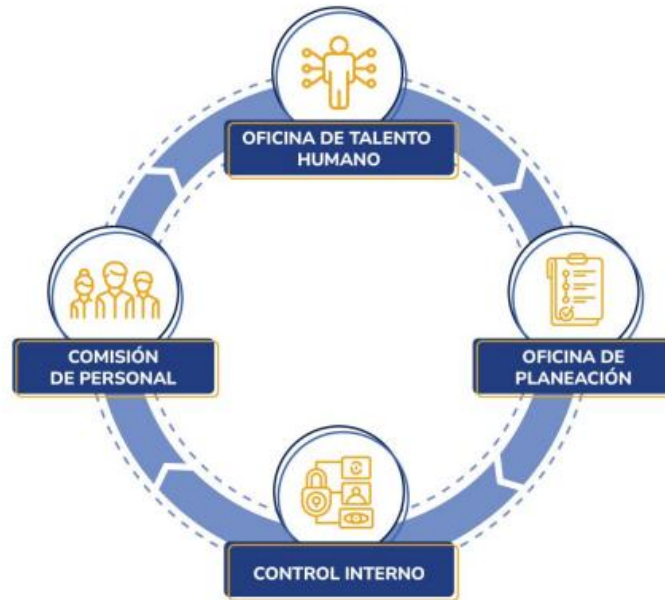 OFICINA DE TALENTO
HUMANO
COMISIÓN
DE PERSONAL
OFICINA DE
PLANEACIÓN
CONTROL INTERNO